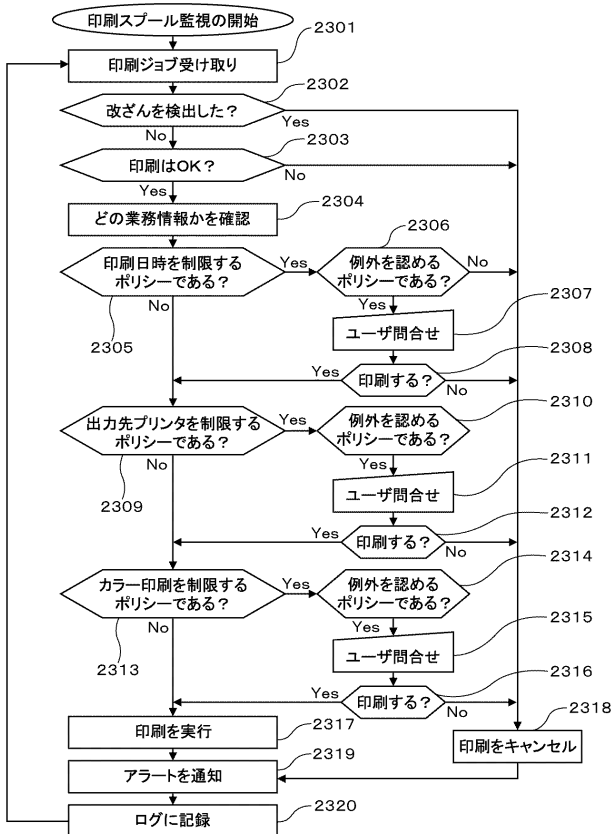 印刷スプール監視の開始
2301
印刷ジョブ受け取り
2302
改ざんを検出した？
Yes
No
2303
印刷はOK？
No
Yes
2304
どの業務情報かを確認
2306
印刷日時を制限する
ポリシーである？
Yes
例外を認める
ポリシーである？
No
No
Yes
2307
2305
ユーザ問合せ
2308
Yes
印刷する？
No
2310
出力先プリンタを制限する
ポリシーである？
Yes
例外を認める
ポリシーである？
No
Yes
2311
2309
ユーザ問合せ
2312
Yes
印刷する？
No
2314
カラー印刷を制限する
ポリシーである？
Yes
例外を認める
ポリシーである？
No
Yes
2315
2313
ユーザ問合せ
2316
Yes
印刷する？
No
2318
印刷を実行
2317
印刷をキャンセル
2319
アラートを通知
2320
ログに記録